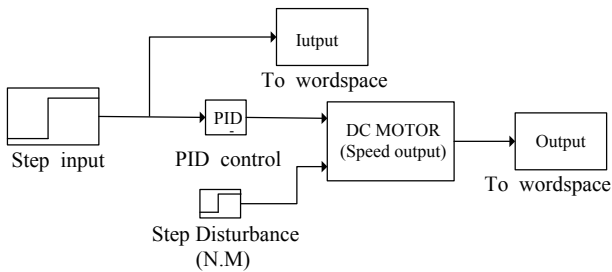 Iutput
To wordspace
PID
-
Step input
PID control
DC MOTOR
(Speed output)
Output
To wordspace
Step Disturbance
(N.M)